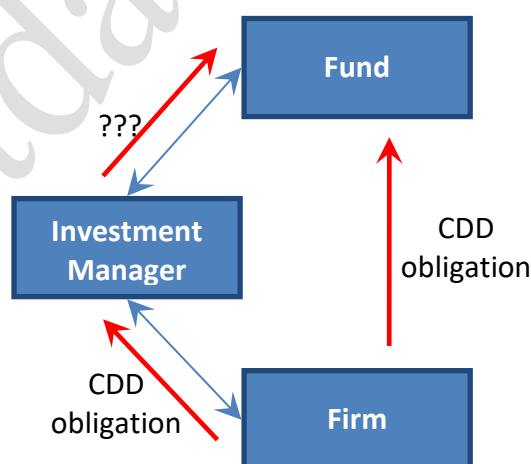 Fund
???
Investment
Manager
CDD
obligation
CDD
obligation
Firm